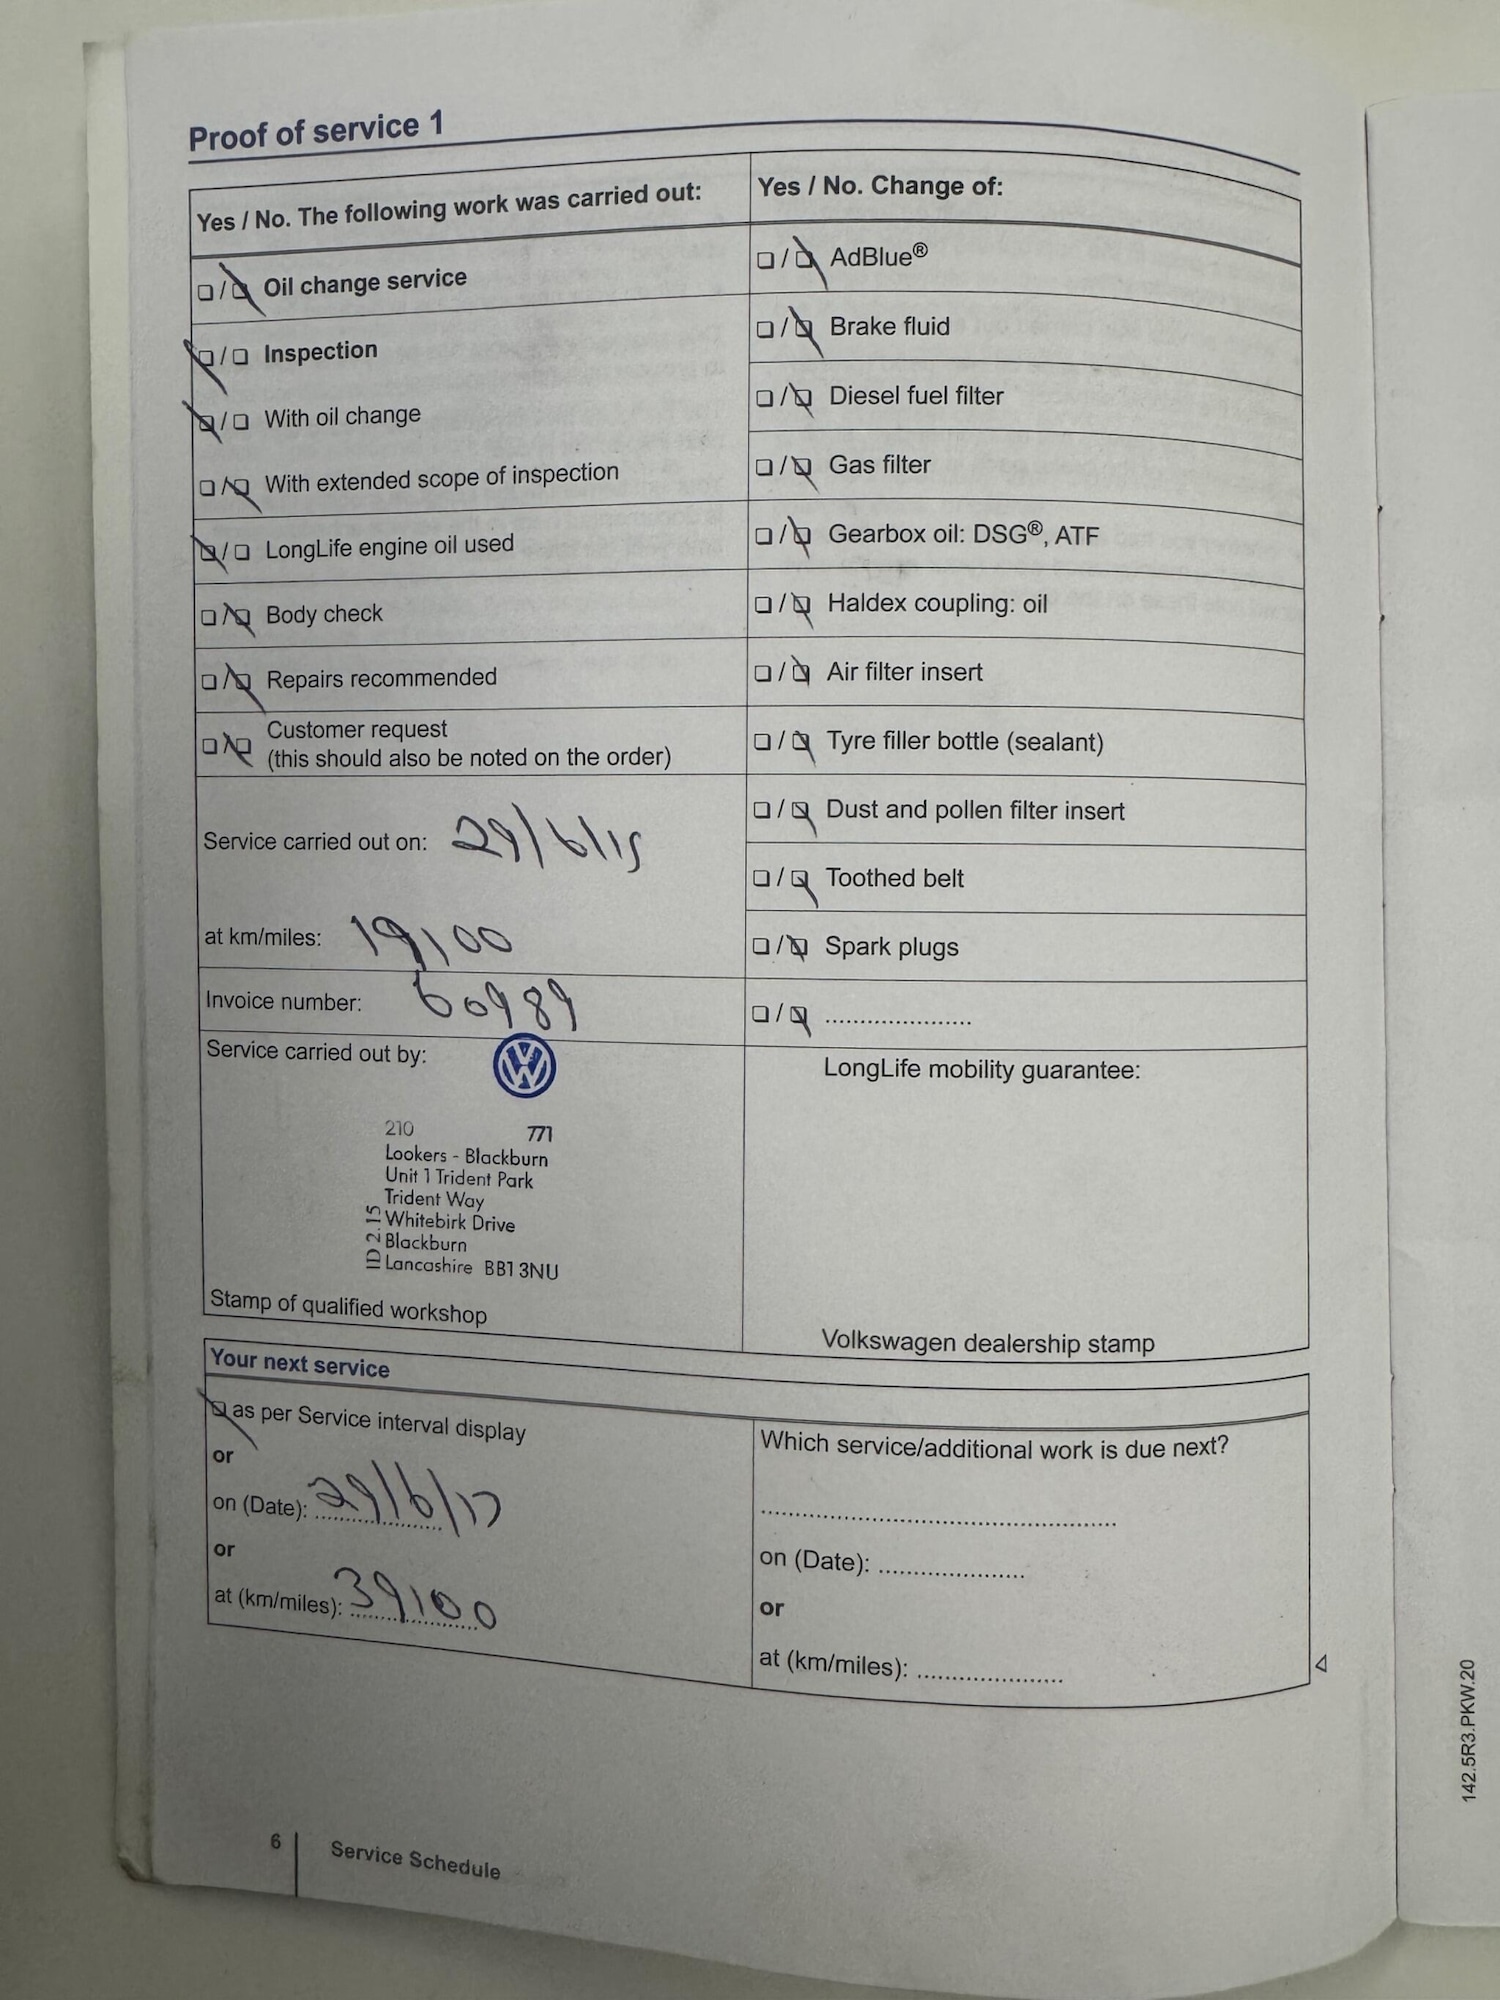 Proof of service 1
Yes / No. The following work was carried out:
Oil change service
Inspection
With oil change
With extended scope of inspection
LongLife engine oil used
Body check
Repairs recommended
Customer request
(this should also be noted on the order)
Service carried out on: 29/6/15
at km/miles: 19100
Invoice number: 60989
Service carried out by:
210 771
Lookers - Blackburn
Unit 1 Trident Park
Trident Way
Whitebirk Drive
Blackburn
Lancashire BB1 3NU
ID 2.15
Stamp of qualified workshop
Yes / No. Change of:
AdBlue®
Brake fluid
Diesel fuel filter
Gas filter
Gearbox oil: DSG®, ATF
Haldex coupling: oil
Air filter insert
Tyre filler bottle (sealant)
Dust and pollen filter insert
Toothed belt
Spark plugs
.....................
LongLife mobility guarantee:
Volkswagen dealership stamp
Your next service
as per Service interval display
or
on (Date): 29/6/17
or
at (km/miles): 39100
Which service/additional work is due next?
..................................................
on (Date): .....................
or
at (km/miles): .....................
6 | Service Schedule
142.5R3.PKW.20